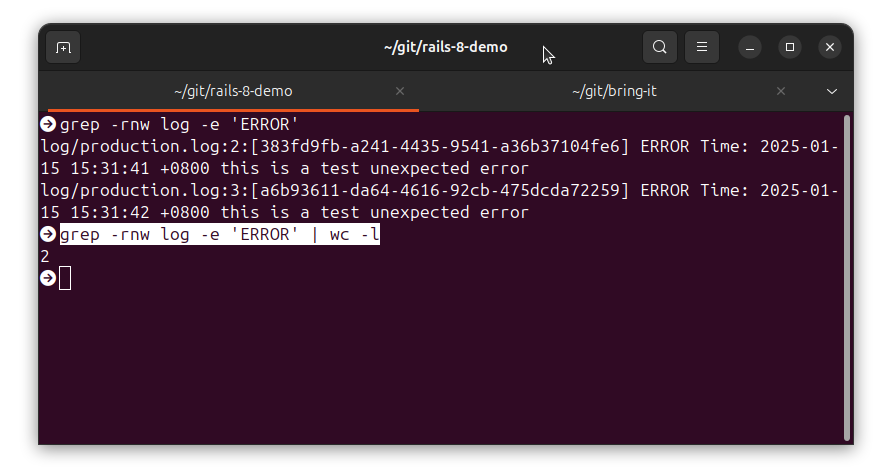 ~/git/rails-8-demo
~/git/rails-8-demo
~/git/bring-it
grep -rnw log -e 'ERROR'
log/production.log:2:[383fd9fb-a241-4435-9541-a36b37104fe6] ERROR Time: 2025-01-
15 15:31:41 +0800 this is a test unexpected error
log/production.log:3:[a6b93611-da64-4616-92cb-475dcda72259] ERROR Time: 2025-01-
15 15:31:42 +0800 this is a test unexpected error
grep -rnw log -e 'ERROR' | wc -l
2